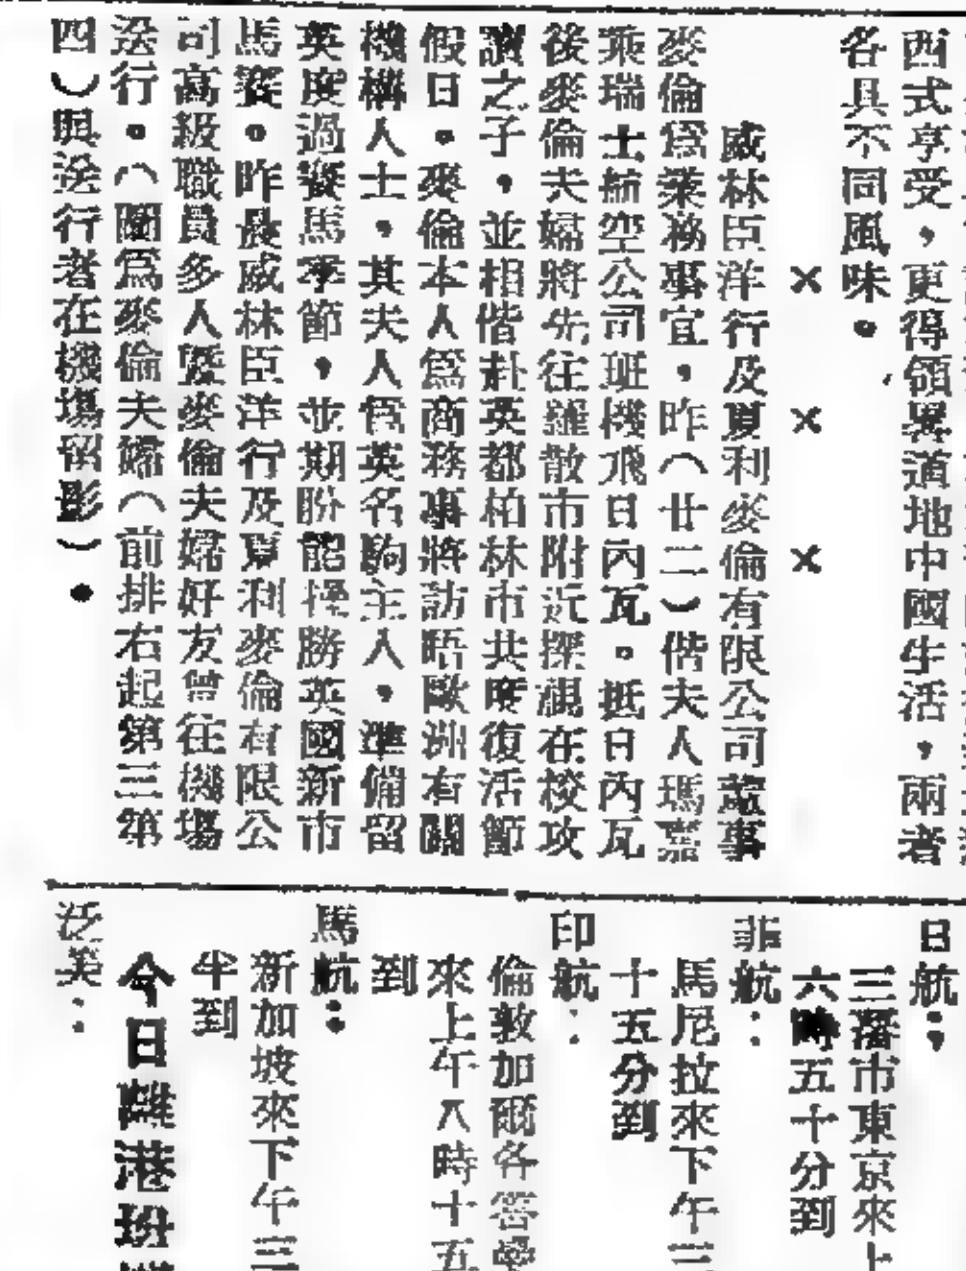 西式享受，更得領畧道地中國生活，兩者
各具不同風味。
× × ×
威林臣洋行及夏利麥倫有限公司董事
麥倫爲業務事宜，昨（廿二）偕夫人瑪嘉
乘瑞士航空公司班機飛日內瓦。抵日內瓦
後麥倫夫婦將先往羅散市附近探視在校攻
讀之子，並相偕赴英都柏林市共度復活節
假日。麥倫本人爲商務事將訪晤歐洲有關
機構人士，其夫人爲英名駒主人，準備留
英度過賽馬季節，並期盼能操勝英國新市
馬賽。昨晨威林臣洋行及夏利麥倫有限公
司高級職員多人曁麥倫夫婦好友曾往機場
送行。（圖爲麥倫夫婦（前排右起第三第
四）與送行者在機場留影）。
日航：
三藩市東京來上
六時五十分到
菲航：
馬尼拉來下午三
十五分到
印航：
倫敦加爾各答曼
來上午八時十五
到
馬航：
新加坡來下午三
半到
今日離港班機
泛美：